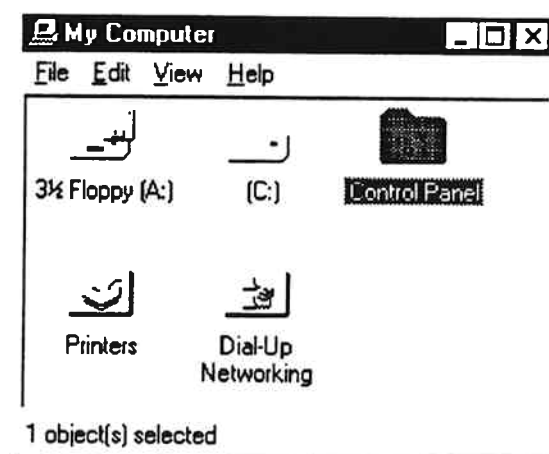 My Computer
File Edit View Help
3½ Floppy (A:) (C:) Control Panel
Printers Dial-Up
Networking
1 object(s) selected